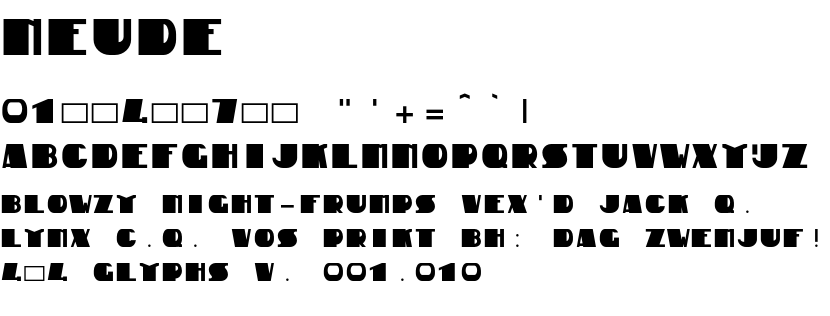 NEUDE
01□□4□□7□□ "'+=^`|
ABCDEFGHIJKLMNOPQRSTUVWXYĲZ
BLOWZY NIGHT-FRUMPS VEX'D JACK Q.
LYNX C.Q. VOS PRIKT BH: DAG ZWEMJUF!
4□4 GLYPHS V. 001.010